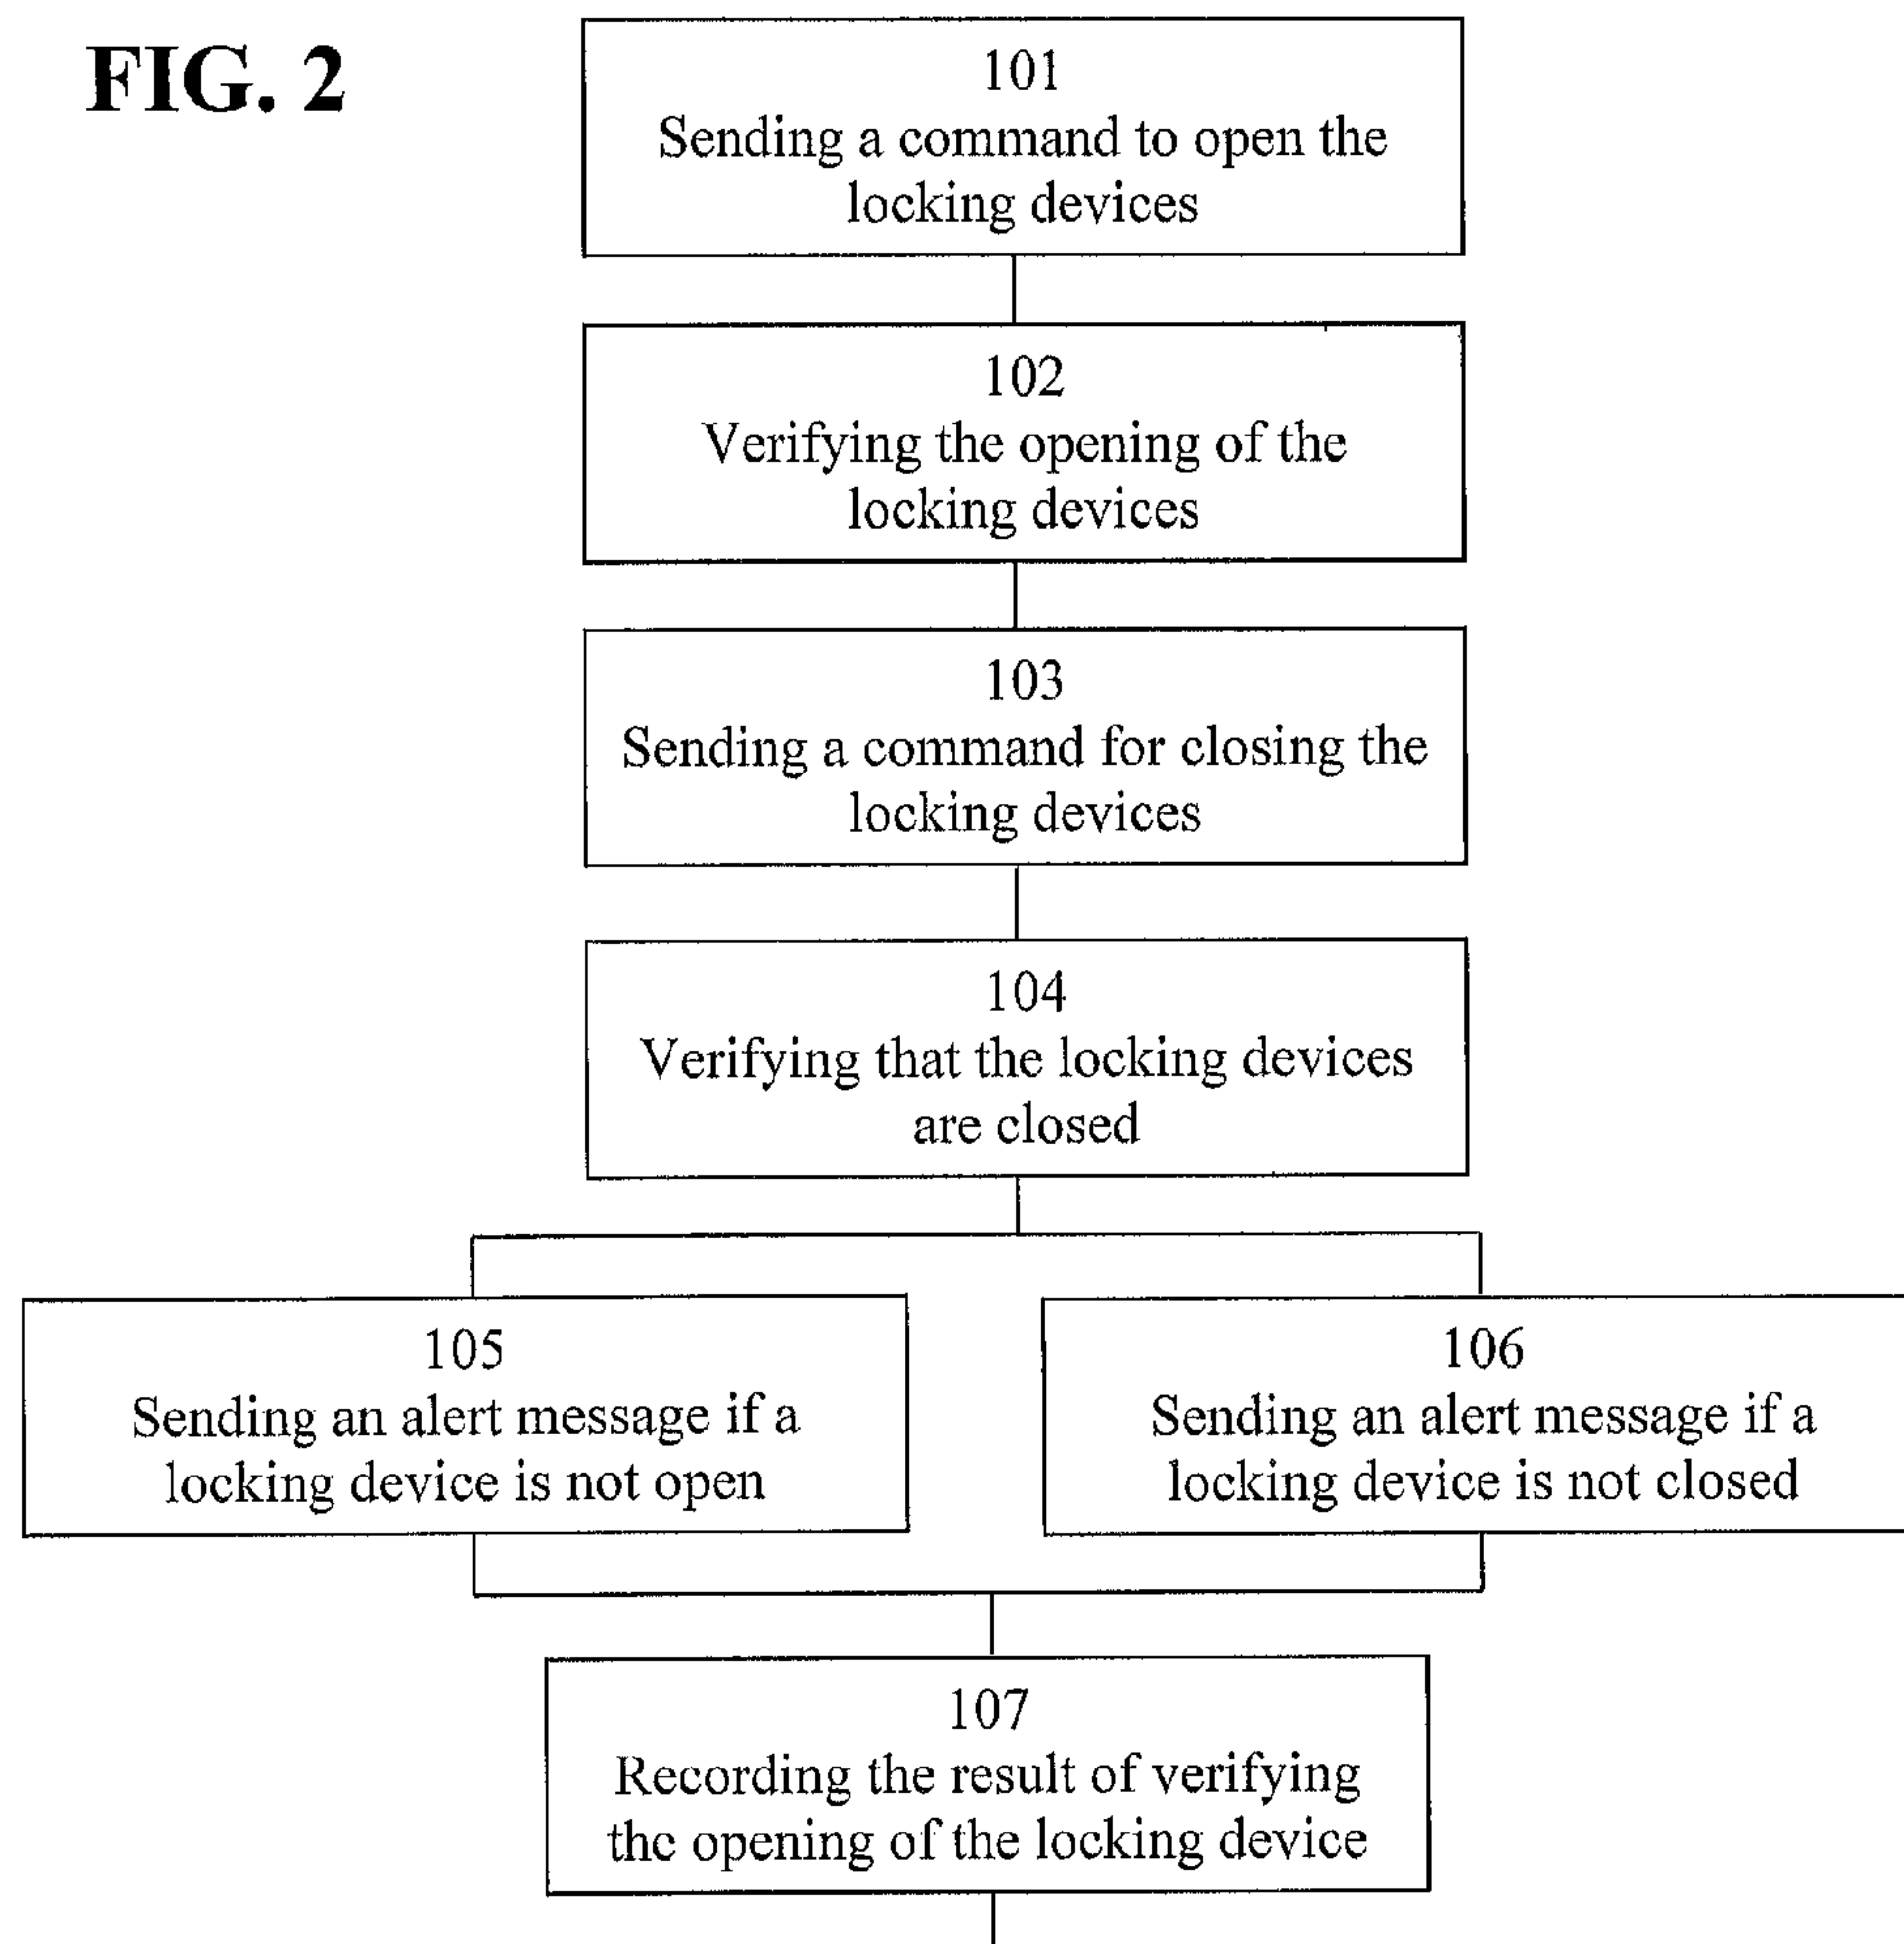 FIG. 2
101
Sending a command to open the
locking devices
102
Verifying the opening of the
locking devices
103
Sending a command for closing the
locking devices
104
Verifying that the locking devices
are closed
105
Sending an alert message if a
locking device is not open
106
Sending an alert message if a
locking device is not closed
107
Recording the result of verifying
the opening of the locking device